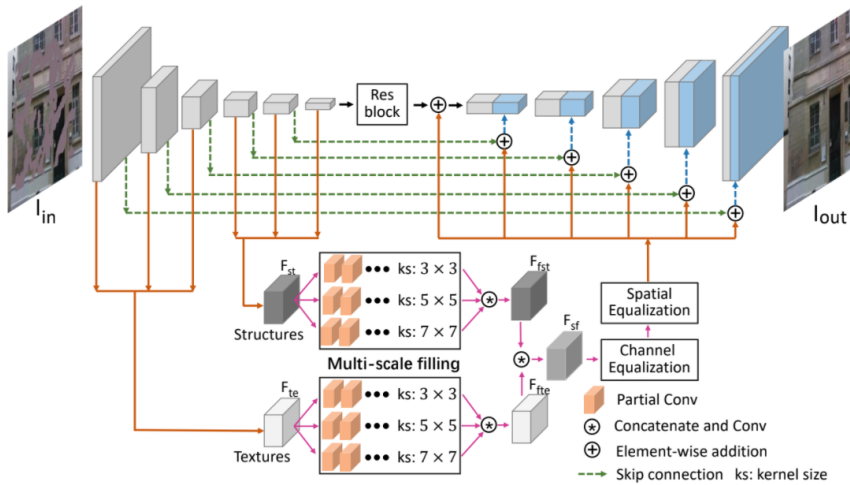 Res
block
I_in
I_out
F_st
Structures
ks: 3 × 3
ks: 5 × 5
ks: 7 × 7
F_fst
Multi-scale filling
F_te
Textures
ks: 3 × 3
ks: 5 × 5
ks: 7 × 7
F_fte
F_sf
Spatial
Equalization
Channel
Equalization
Partial Conv
Concatenate and Conv
Element-wise addition
Skip connection ks: kernel size